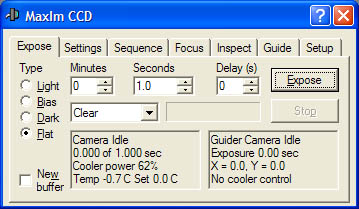 MaxIm CCD
Expose Settings Sequence Focus Inspect Guide Setup
Type Minutes Seconds Delay (s)
Light 0 1.0 0 Expose
Bias
Dark Clear Stop
Flat
Camera Idle
0.000 of 1.000 sec
Cooler power 62%
Temp -0.7 C Set 0.0 C
Guider Camera Idle
Exposure 0.00 sec
X = 0.0, Y = 0.0
No cooler control
New
buffer